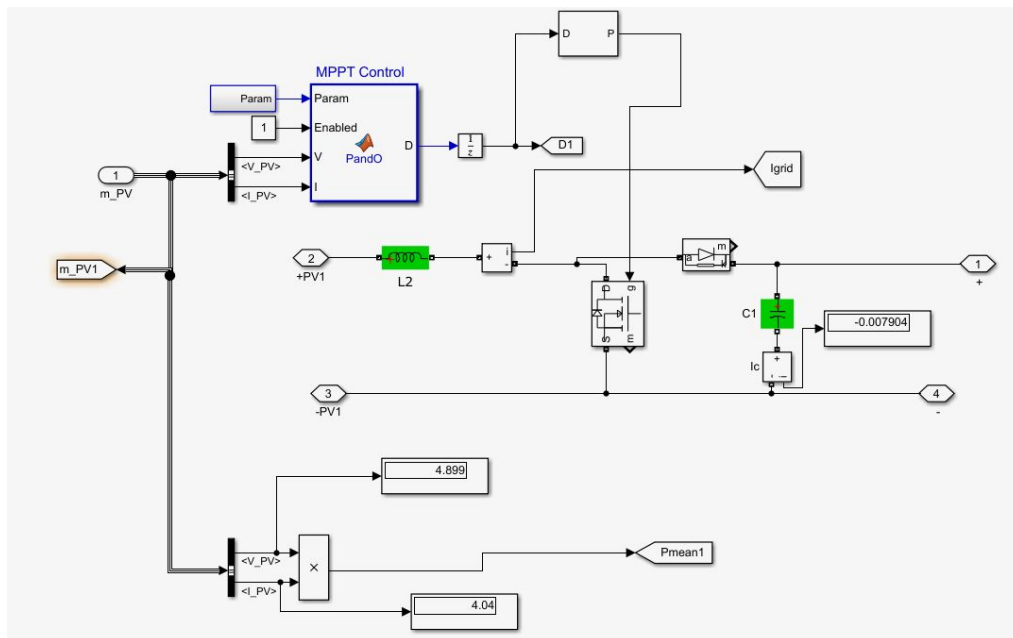 D P
MPPT Control
Param
Param
1
Enabled
V
I
D
PandO
1
z
D1
<V_PV>
<I_PV>
1
m_PV
Igrid
m_PV1
2
+PV1
L2
+
-
i
D
g
S
m
a
m
k
1
+
C1
-0.007904
Ic
+
-
i
3
-PV1
4
-
4.899
<V_PV>
<I_PV>
×
Pmean1
4.04